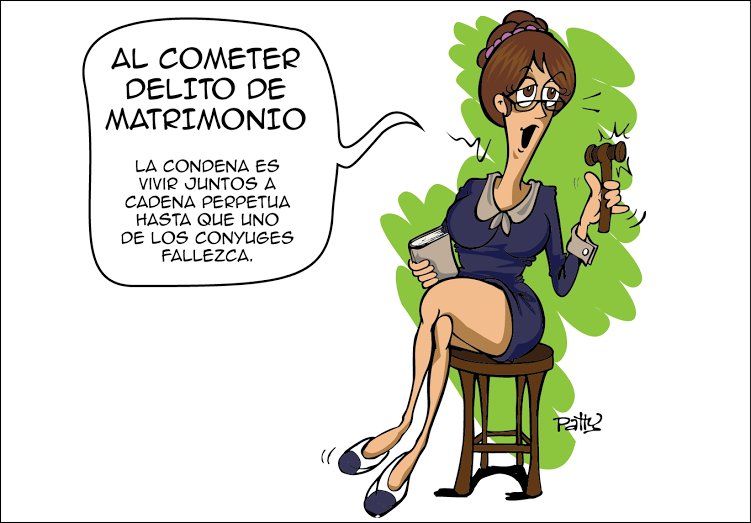 AL COMETER
DELITO DE
MATRIMONIO
LA CONDENA ES
VIVIR JUNTOS A
CADENA PERPETUA
HASTA QUE UNO
DE LOS CONYUGES
FALLEZCA.
Patty